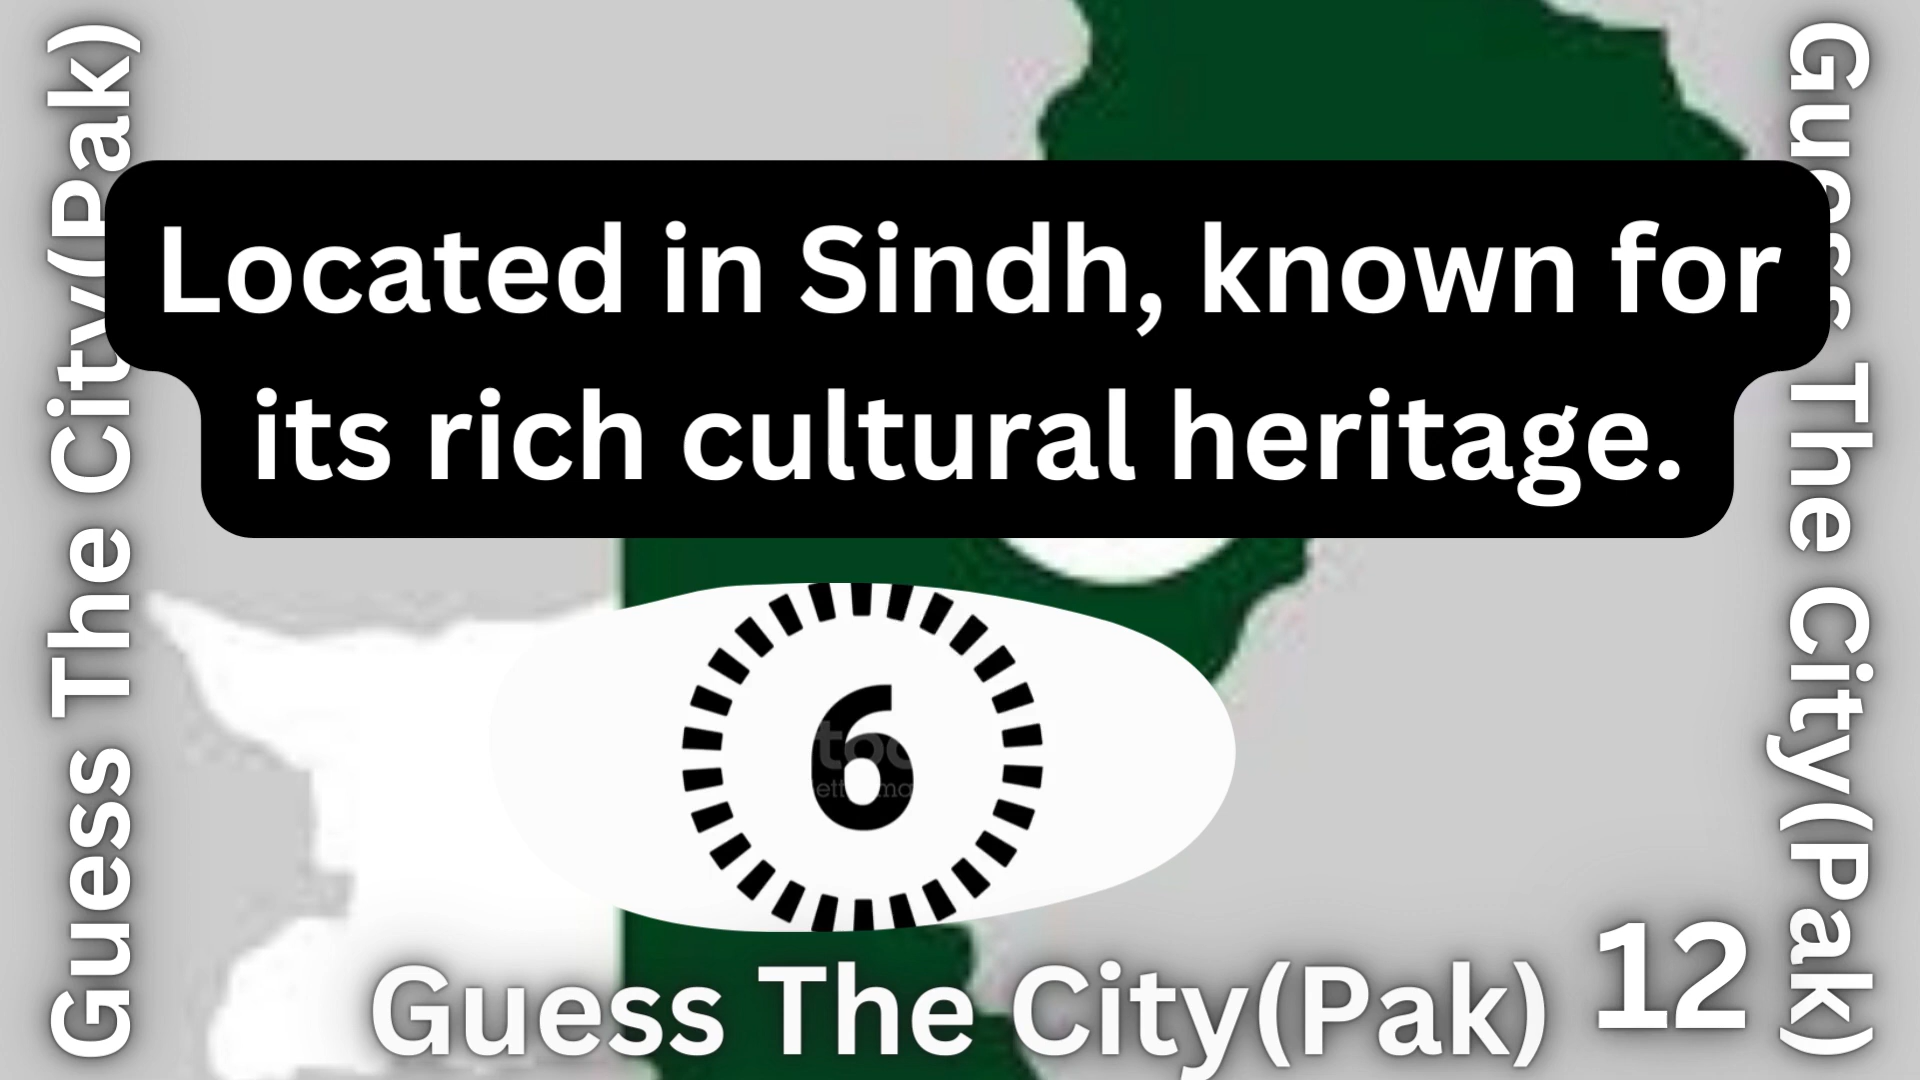 Guess The City(Pak)
Located in Sindh, known for
its rich cultural heritage.
6
Guess The City(Pak)
12
Guess The City(Pak)